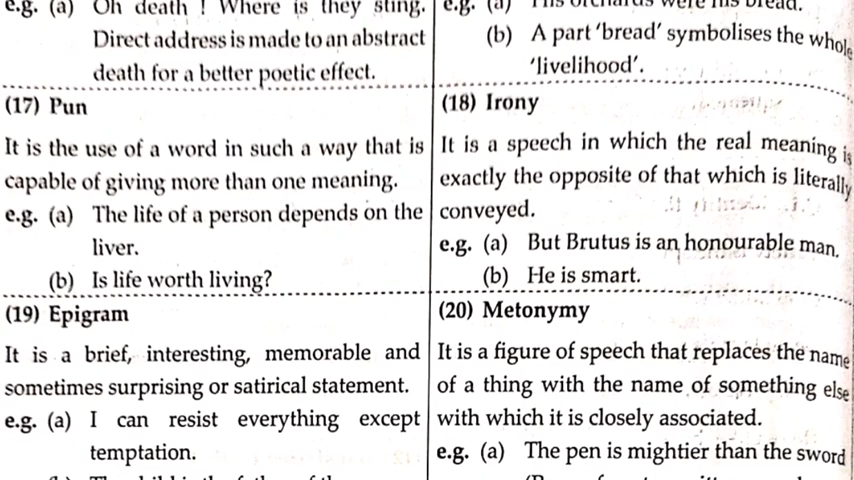 e.g. (a) Oh death ! Where is they sting.
Direct address is made to an abstract
death for a better poetic effect.
(17) Pun
It is the use of a word in such a way that is
capable of giving more than one meaning.
e.g. (a) The life of a person depends on the
liver.
(b) Is life worth living?
(19) Epigram
It is a brief, interesting, memorable and
sometimes surprising or satirical statement.
e.g. (a) I can resist everything except
temptation.
e.g. (a) His orchards were his bread.
(b) A part ‘bread’ symbolises the whole
‘livelihood’.
(18) Irony
It is a speech in which the real meaning is
exactly the opposite of that which is literally
conveyed.
e.g. (a) But Brutus is an honourable man.
(b) He is smart.
(20) Metonymy
It is a figure of speech that replaces the name
of a thing with the name of something else
with which it is closely associated.
e.g. (a) The pen is mightier than the sword